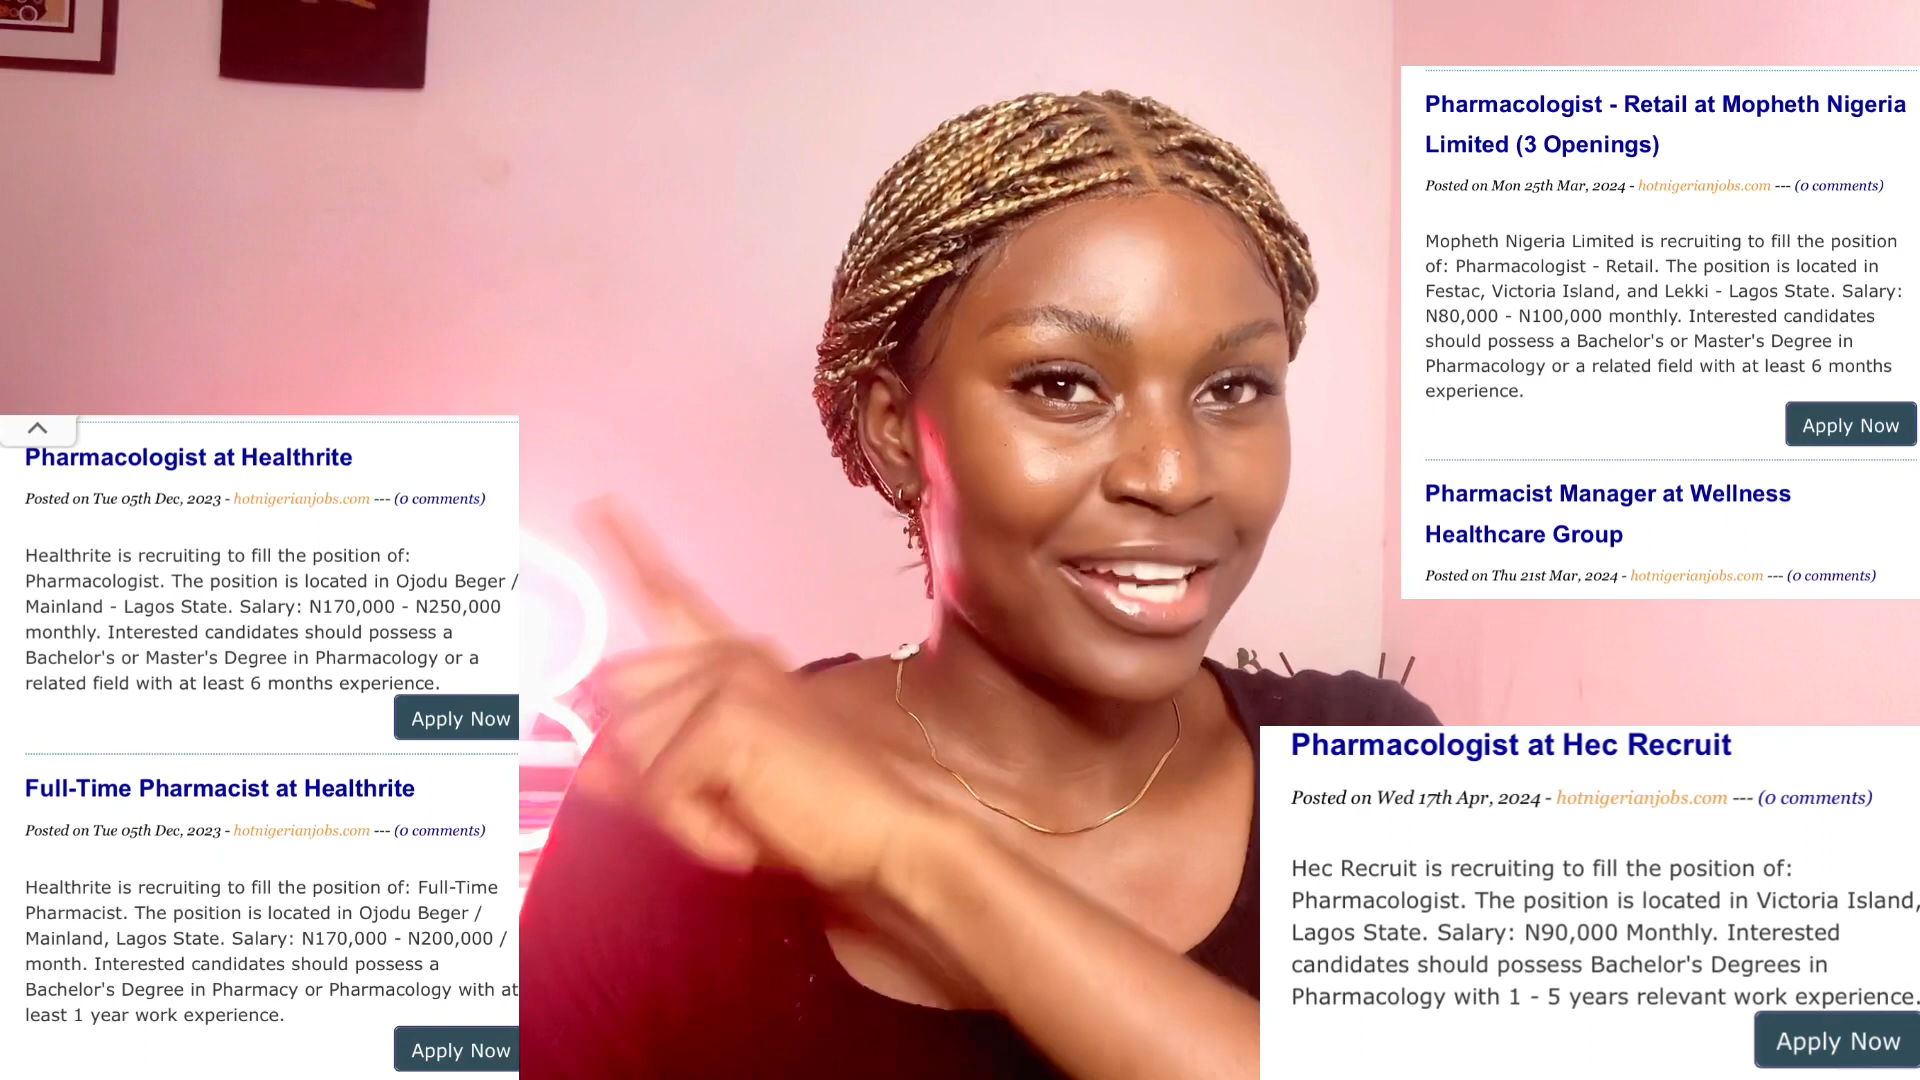 Pharmacologist at Healthrite
Posted on Tue 05th Dec, 2023 - hotnigerianjobs.com --- (0 comments)
Healthrite is recruiting to fill the position of:
Pharmacologist. The position is located in Ojodu Beger /
Mainland - Lagos State. Salary: N170,000 - N250,000
monthly. Interested candidates should possess a
Bachelor's or Master's Degree in Pharmacology or a
related field with at least 6 months experience.
Apply Now
Full-Time Pharmacist at Healthrite
Posted on Tue 05th Dec, 2023 - hotnigerianjobs.com --- (0 comments)
Healthrite is recruiting to fill the position of: Full-Time
Pharmacist. The position is located in Ojodu Beger /
Mainland, Lagos State. Salary: N170,000 - N200,000 /
month. Interested candidates should possess a
Bachelor's Degree in Pharmacy or Pharmacology with at
least 1 year work experience.
Apply Now
Pharmacologist - Retail at Mopheth Nigeria
Limited (3 Openings)
Posted on Mon 25th Mar, 2024 - hotnigerianjobs.com --- (0 comments)
Mopheth Nigeria Limited is recruiting to fill the position
of: Pharmacologist - Retail. The position is located in
Festac, Victoria Island, and Lekki - Lagos State. Salary:
N80,000 - N100,000 monthly. Interested candidates
should possess a Bachelor's or Master's Degree in
Pharmacology or a related field with at least 6 months
experience.
Apply Now
Pharmacist Manager at Wellness
Healthcare Group
Posted on Thu 21st Mar, 2024 - hotnigerianjobs.com --- (0 comments)
Pharmacologist at Hec Recruit
Posted on Wed 17th Apr, 2024 - hotnigerianjobs.com --- (0 comments)
Hec Recruit is recruiting to fill the position of:
Pharmacologist. The position is located in Victoria Island,
Lagos State. Salary: N90,000 Monthly. Interested
candidates should possess Bachelor's Degrees in
Pharmacology with 1 - 5 years relevant work experience.
Apply Now